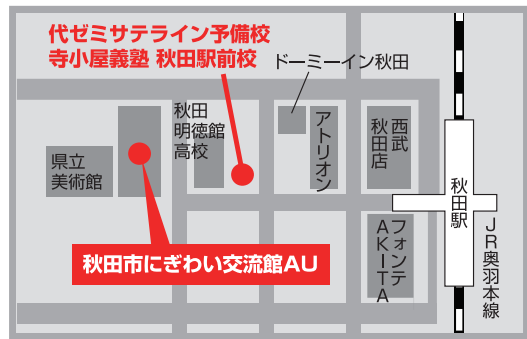 代ゼミサテライン予備校
寺小屋義塾 秋田駅前校
ドーミーイン秋田
秋田
明徳館
高校
アトリオン
西武
秋田店
県立
美術館
秋田駅
フォンテ
AKITA
JR奥羽本線
秋田市にぎわい交流館AU